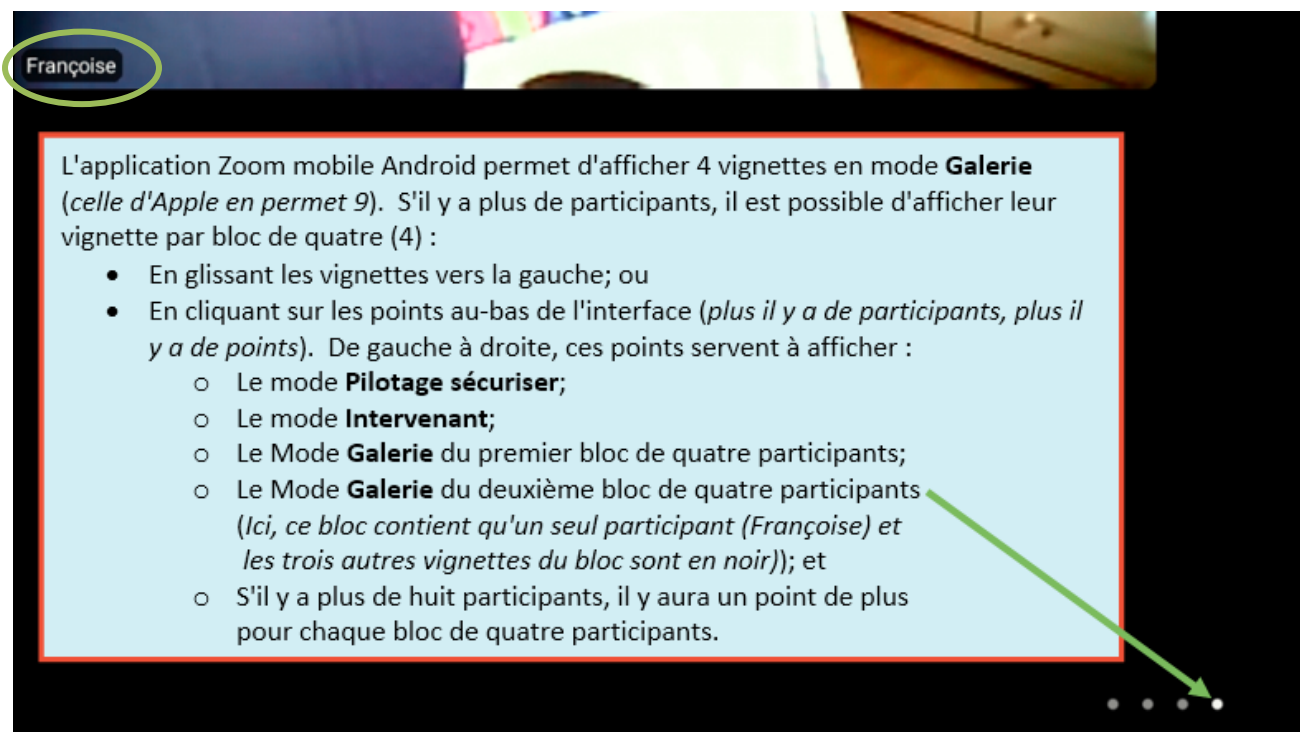 Françoise
L'application Zoom mobile Android permet d'afficher 4 vignettes en mode Galerie
(celle d'Apple en permet 9). S'il y a plus de participants, il est possible d'afficher leur
vignette par bloc de quatre (4) :
• En glissant les vignettes vers la gauche; ou
• En cliquant sur les points au-bas de l'interface (plus il y a de participants, plus il
y a de points). De gauche à droite, ces points servent à afficher :
o Le mode Pilotage sécuriser;
o Le mode Intervenant;
o Le Mode Galerie du premier bloc de quatre participants;
o Le Mode Galerie du deuxième bloc de quatre participants
(Ici, ce bloc contient qu'un seul participant (Françoise) et
les trois autres vignettes du bloc sont en noir)); et
o S'il y a plus de huit participants, il y aura un point de plus
pour chaque bloc de quatre participants.